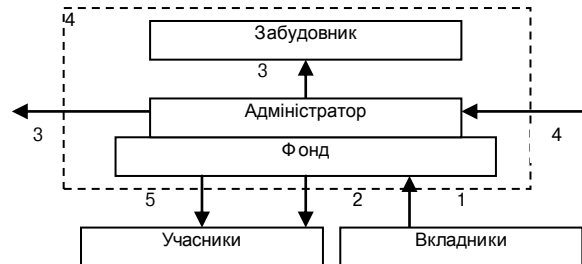 4
Забудовник
3
Адміністратор
3
4
Фонд
5
2
1
Учасники
Вкладники